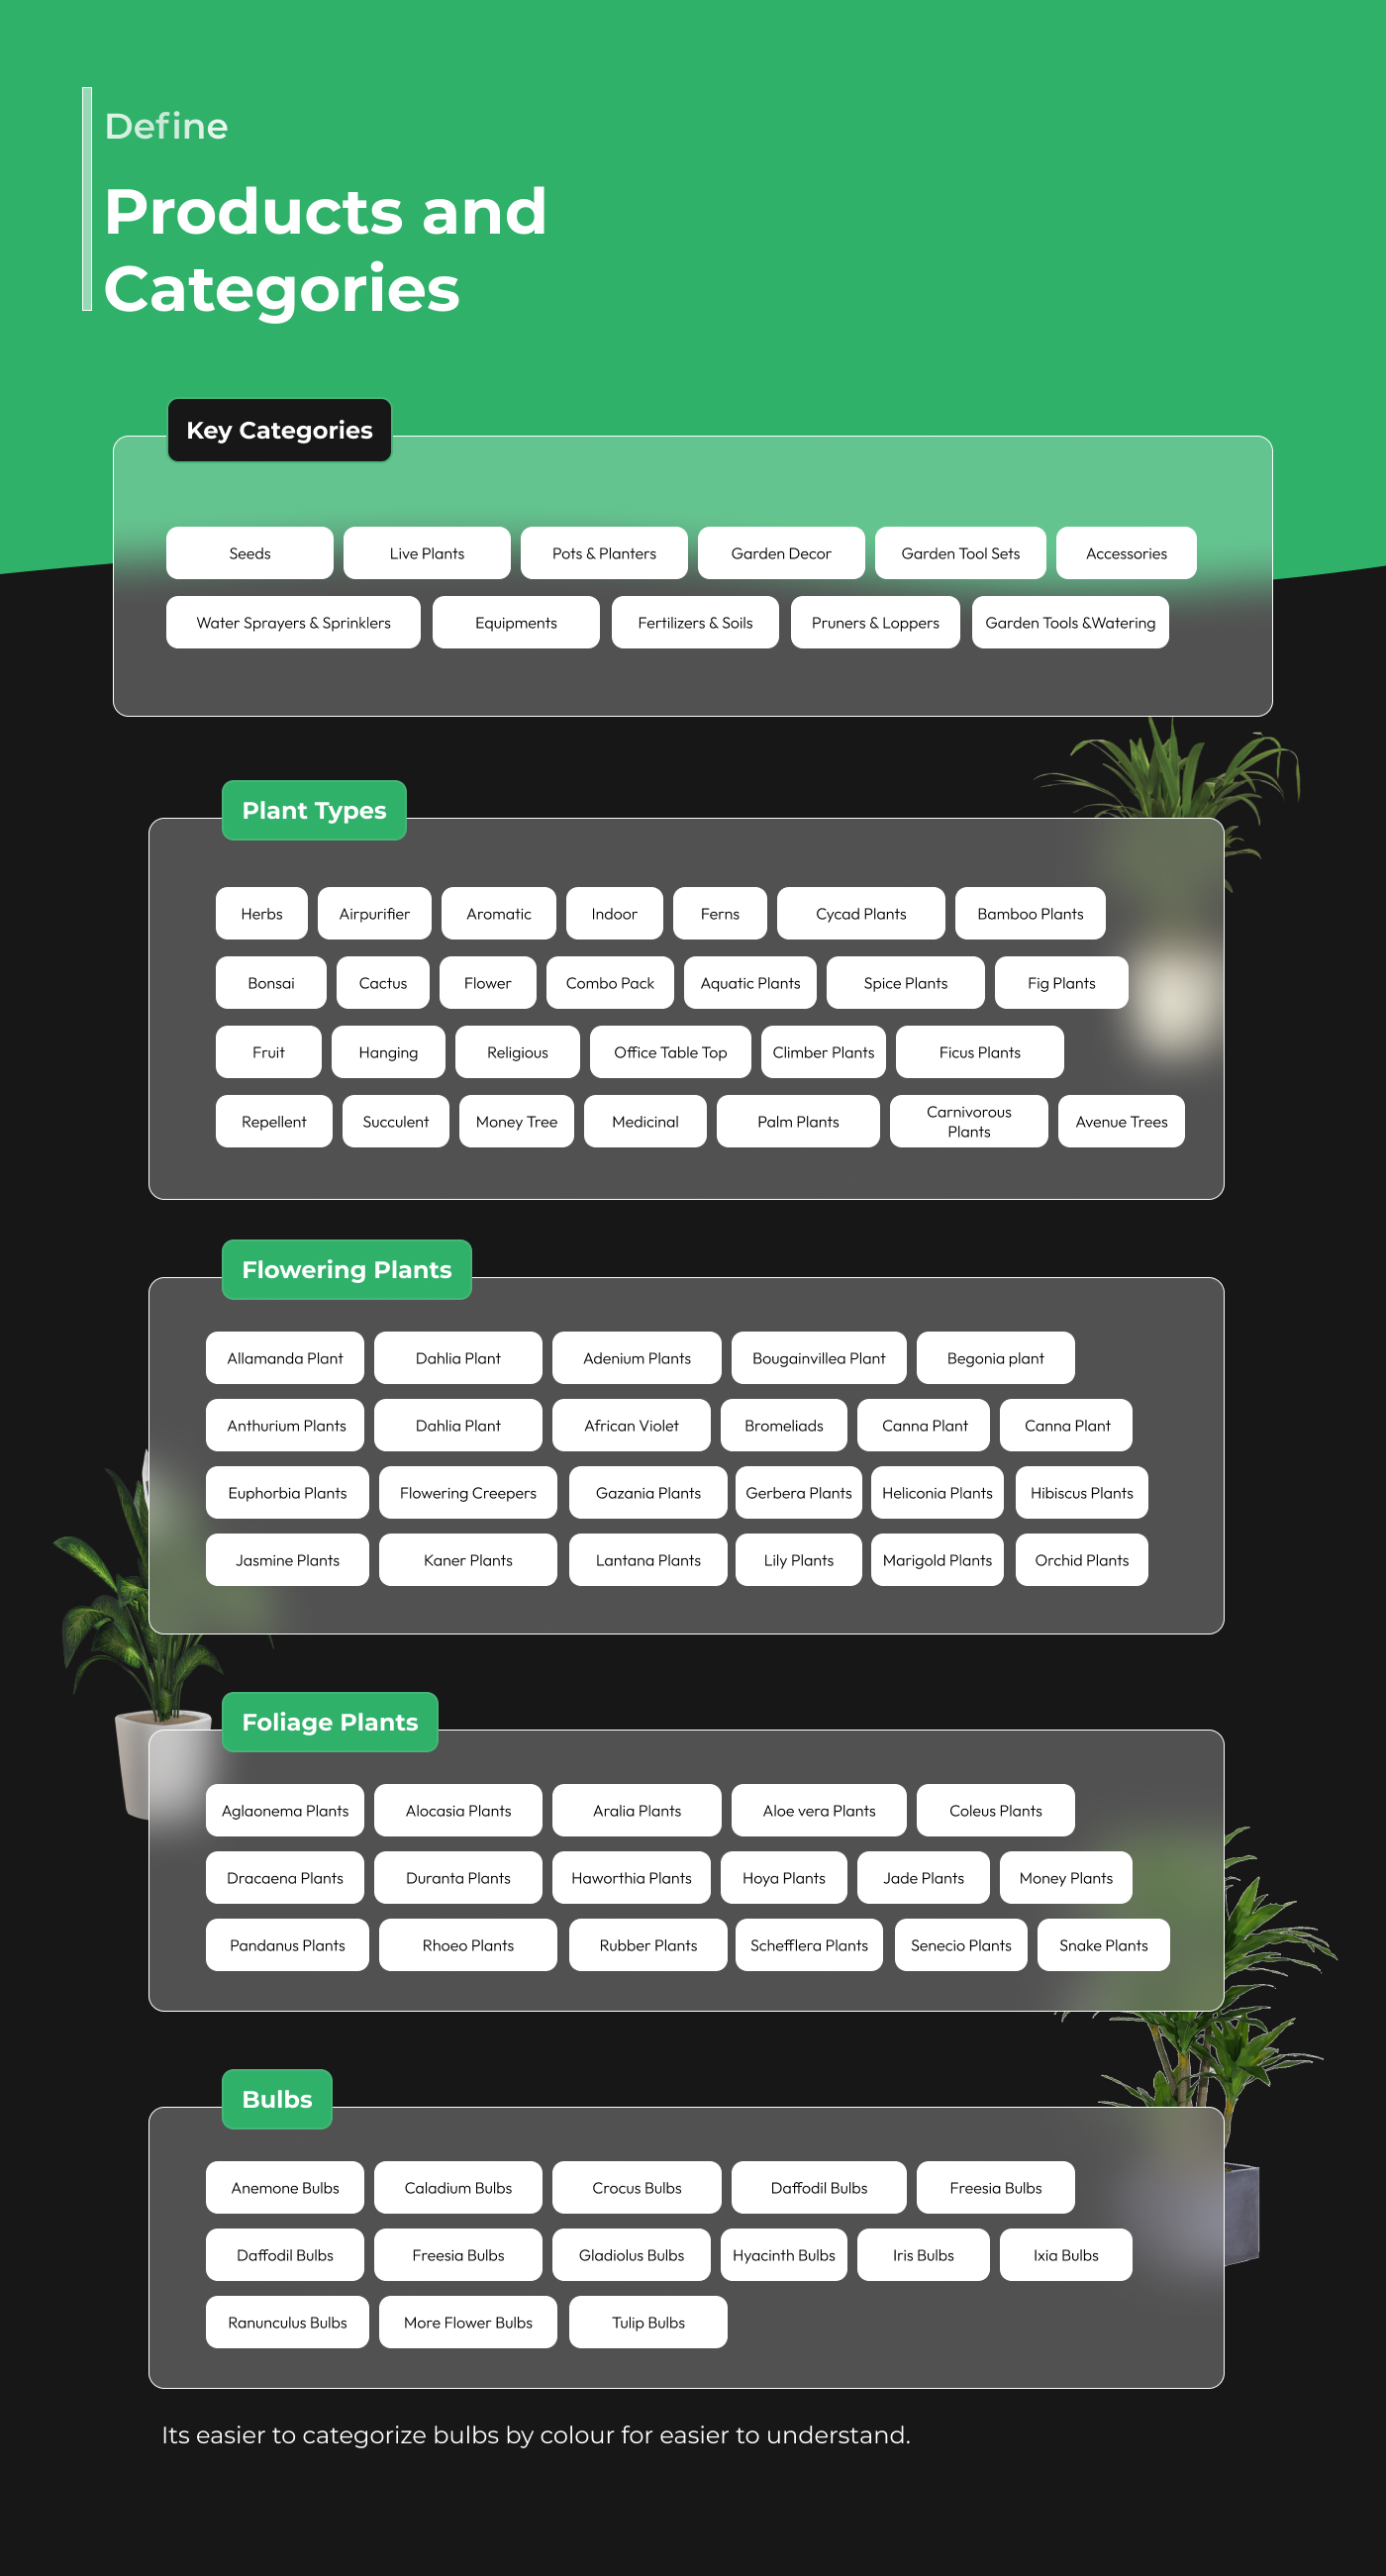 Define
Products and
Categories
Key Categories
Seeds
Live Plants
Pots & Planters
Garden Decor
Garden Tool Sets
Accessories
Water Sprayers & Sprinklers
Equipments
Fertilizers & Soils
Pruners & Loppers
Garden Tools &Watering
Plant Types
Herbs
Airpurifier
Aromatic
Indoor
Ferns
Cycad Plants
Bamboo Plants
Bonsai
Cactus
Flower
Combo Pack
Aquatic Plants
Spice Plants
Fig Plants
Fruit
Hanging
Religious
Office Table Top
Climber Plants
Ficus Plants
Repellent
Succulent
Money Tree
Medicinal
Palm Plants
Carnivorous
Plants
Avenue Trees
Flowering Plants
Allamanda Plant
Dahlia Plant
Adenium Plants
Bougainvillea Plant
Begonia plant
Anthurium Plants
Dahlia Plant
African Violet
Bromeliads
Canna Plant
Canna Plant
Euphorbia Plants
Flowering Creepers
Gazania Plants
Gerbera Plants
Heliconia Plants
Hibiscus Plants
Jasmine Plants
Kaner Plants
Lantana Plants
Lily Plants
Marigold Plants
Orchid Plants
Foliage Plants
Aglaonema Plants
Alocasia Plants
Aralia Plants
Aloe vera Plants
Coleus Plants
Dracaena Plants
Duranta Plants
Haworthia Plants
Hoya Plants
Jade Plants
Money Plants
Pandanus Plants
Rhoeo Plants
Rubber Plants
Schefflera Plants
Senecio Plants
Snake Plants
Bulbs
Anemone Bulbs
Caladium Bulbs
Crocus Bulbs
Daffodil Bulbs
Freesia Bulbs
Daffodil Bulbs
Freesia Bulbs
Gladiolus Bulbs
Hyacinth Bulbs
Iris Bulbs
Ixia Bulbs
Ranunculus Bulbs
More Flower Bulbs
Tulip Bulbs
Its easier to categorize bulbs by colour for easier to understand.